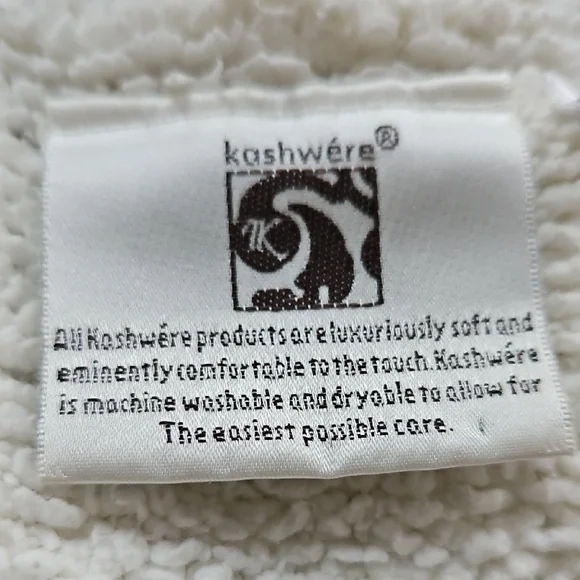 kashwére®
K
All Kashwére products are luxuriously soft and
eminently comfortable to the touch. Kashwére
is machine washable and dryable to allow for
The easiest possible care.